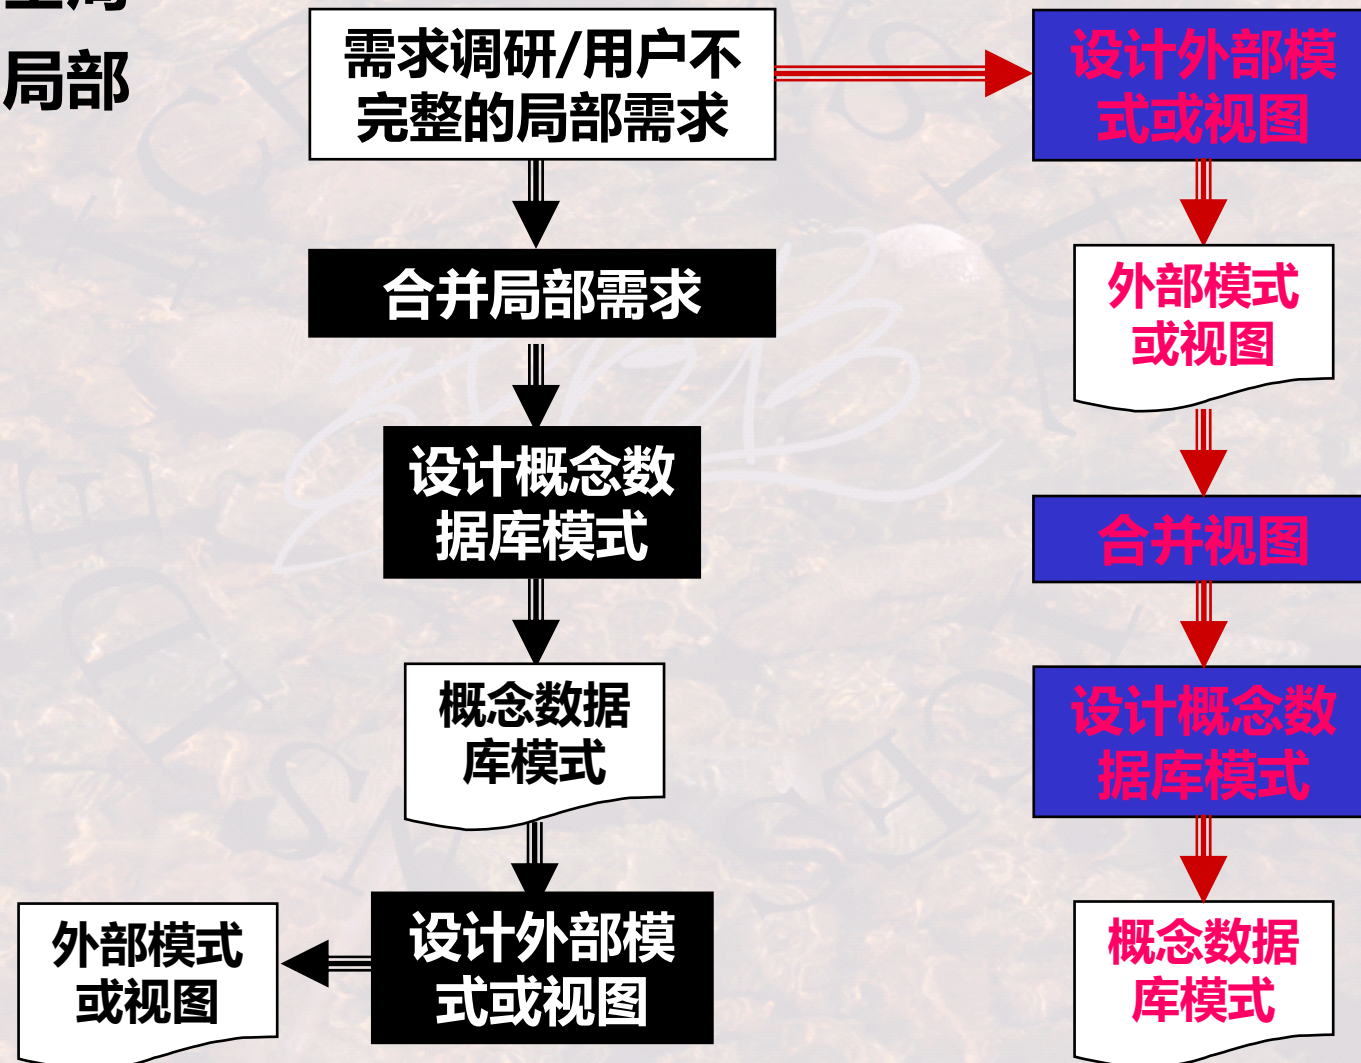 局部
需求调研/用户不
完整的局部需求
合并局部需求
设计概念数
据库模式
概念数据
库模式
设计外部模
式或视图
外部模式
或视图
设计外部模
式或视图
外部模式
或视图
合并视图
设计概念数
据库模式
概念数据
库模式